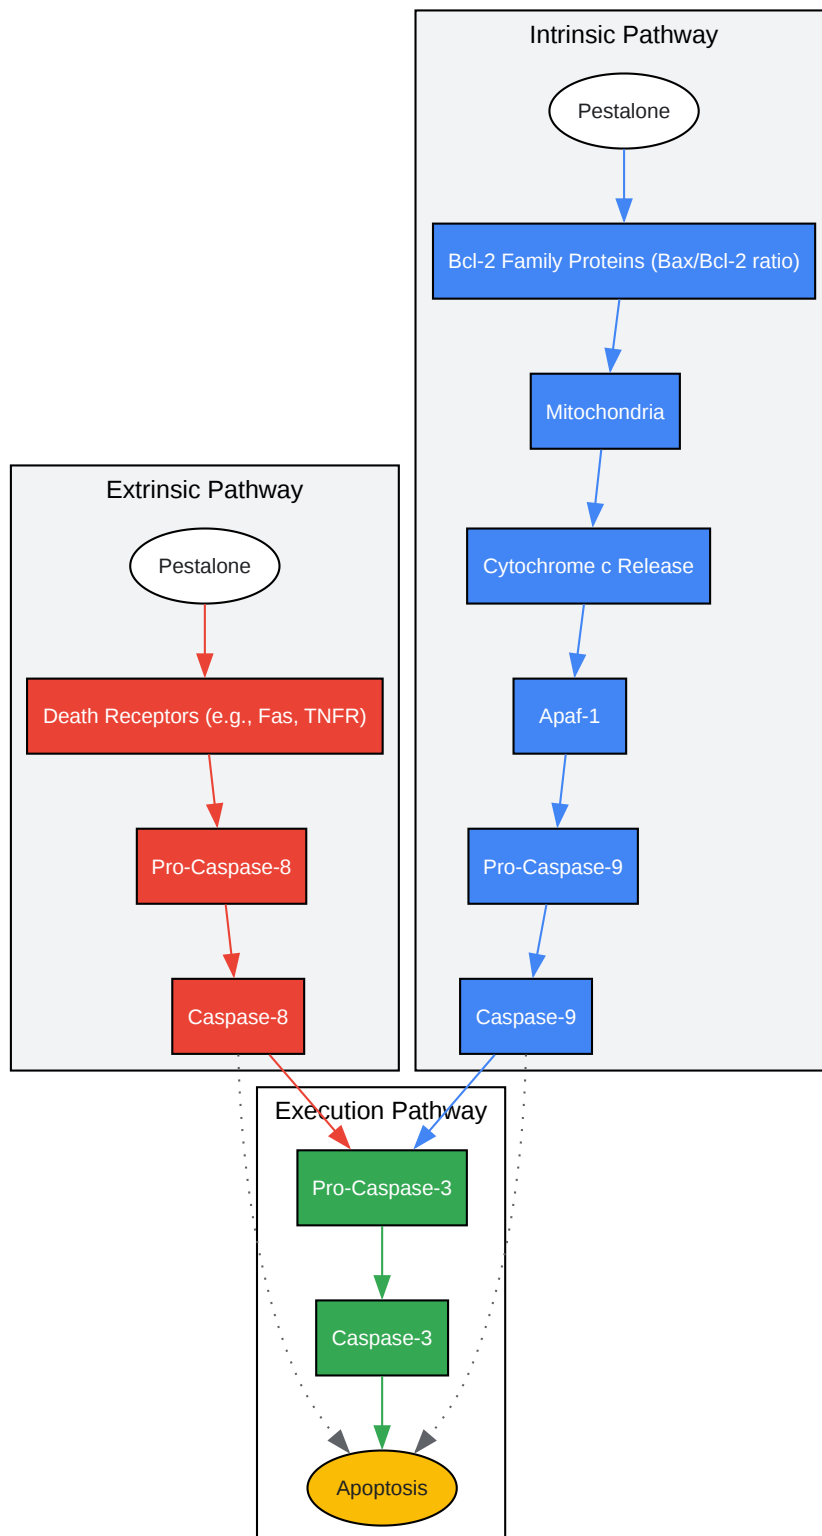 Intrinsic Pathway
Pestalone
Bcl-2 Family Proteins (Bax/Bcl-2 ratio)
Mitochondria
Cytochrome c Release
Apaf-1
Pro-Caspase-9
Caspase-9
Extrinsic Pathway
Pestalone
Death Receptors (e.g., Fas, TNFR)
Pro-Caspase-8
Caspase-8
Execution Pathway
Pro-Caspase-3
Caspase-3
Apoptosis